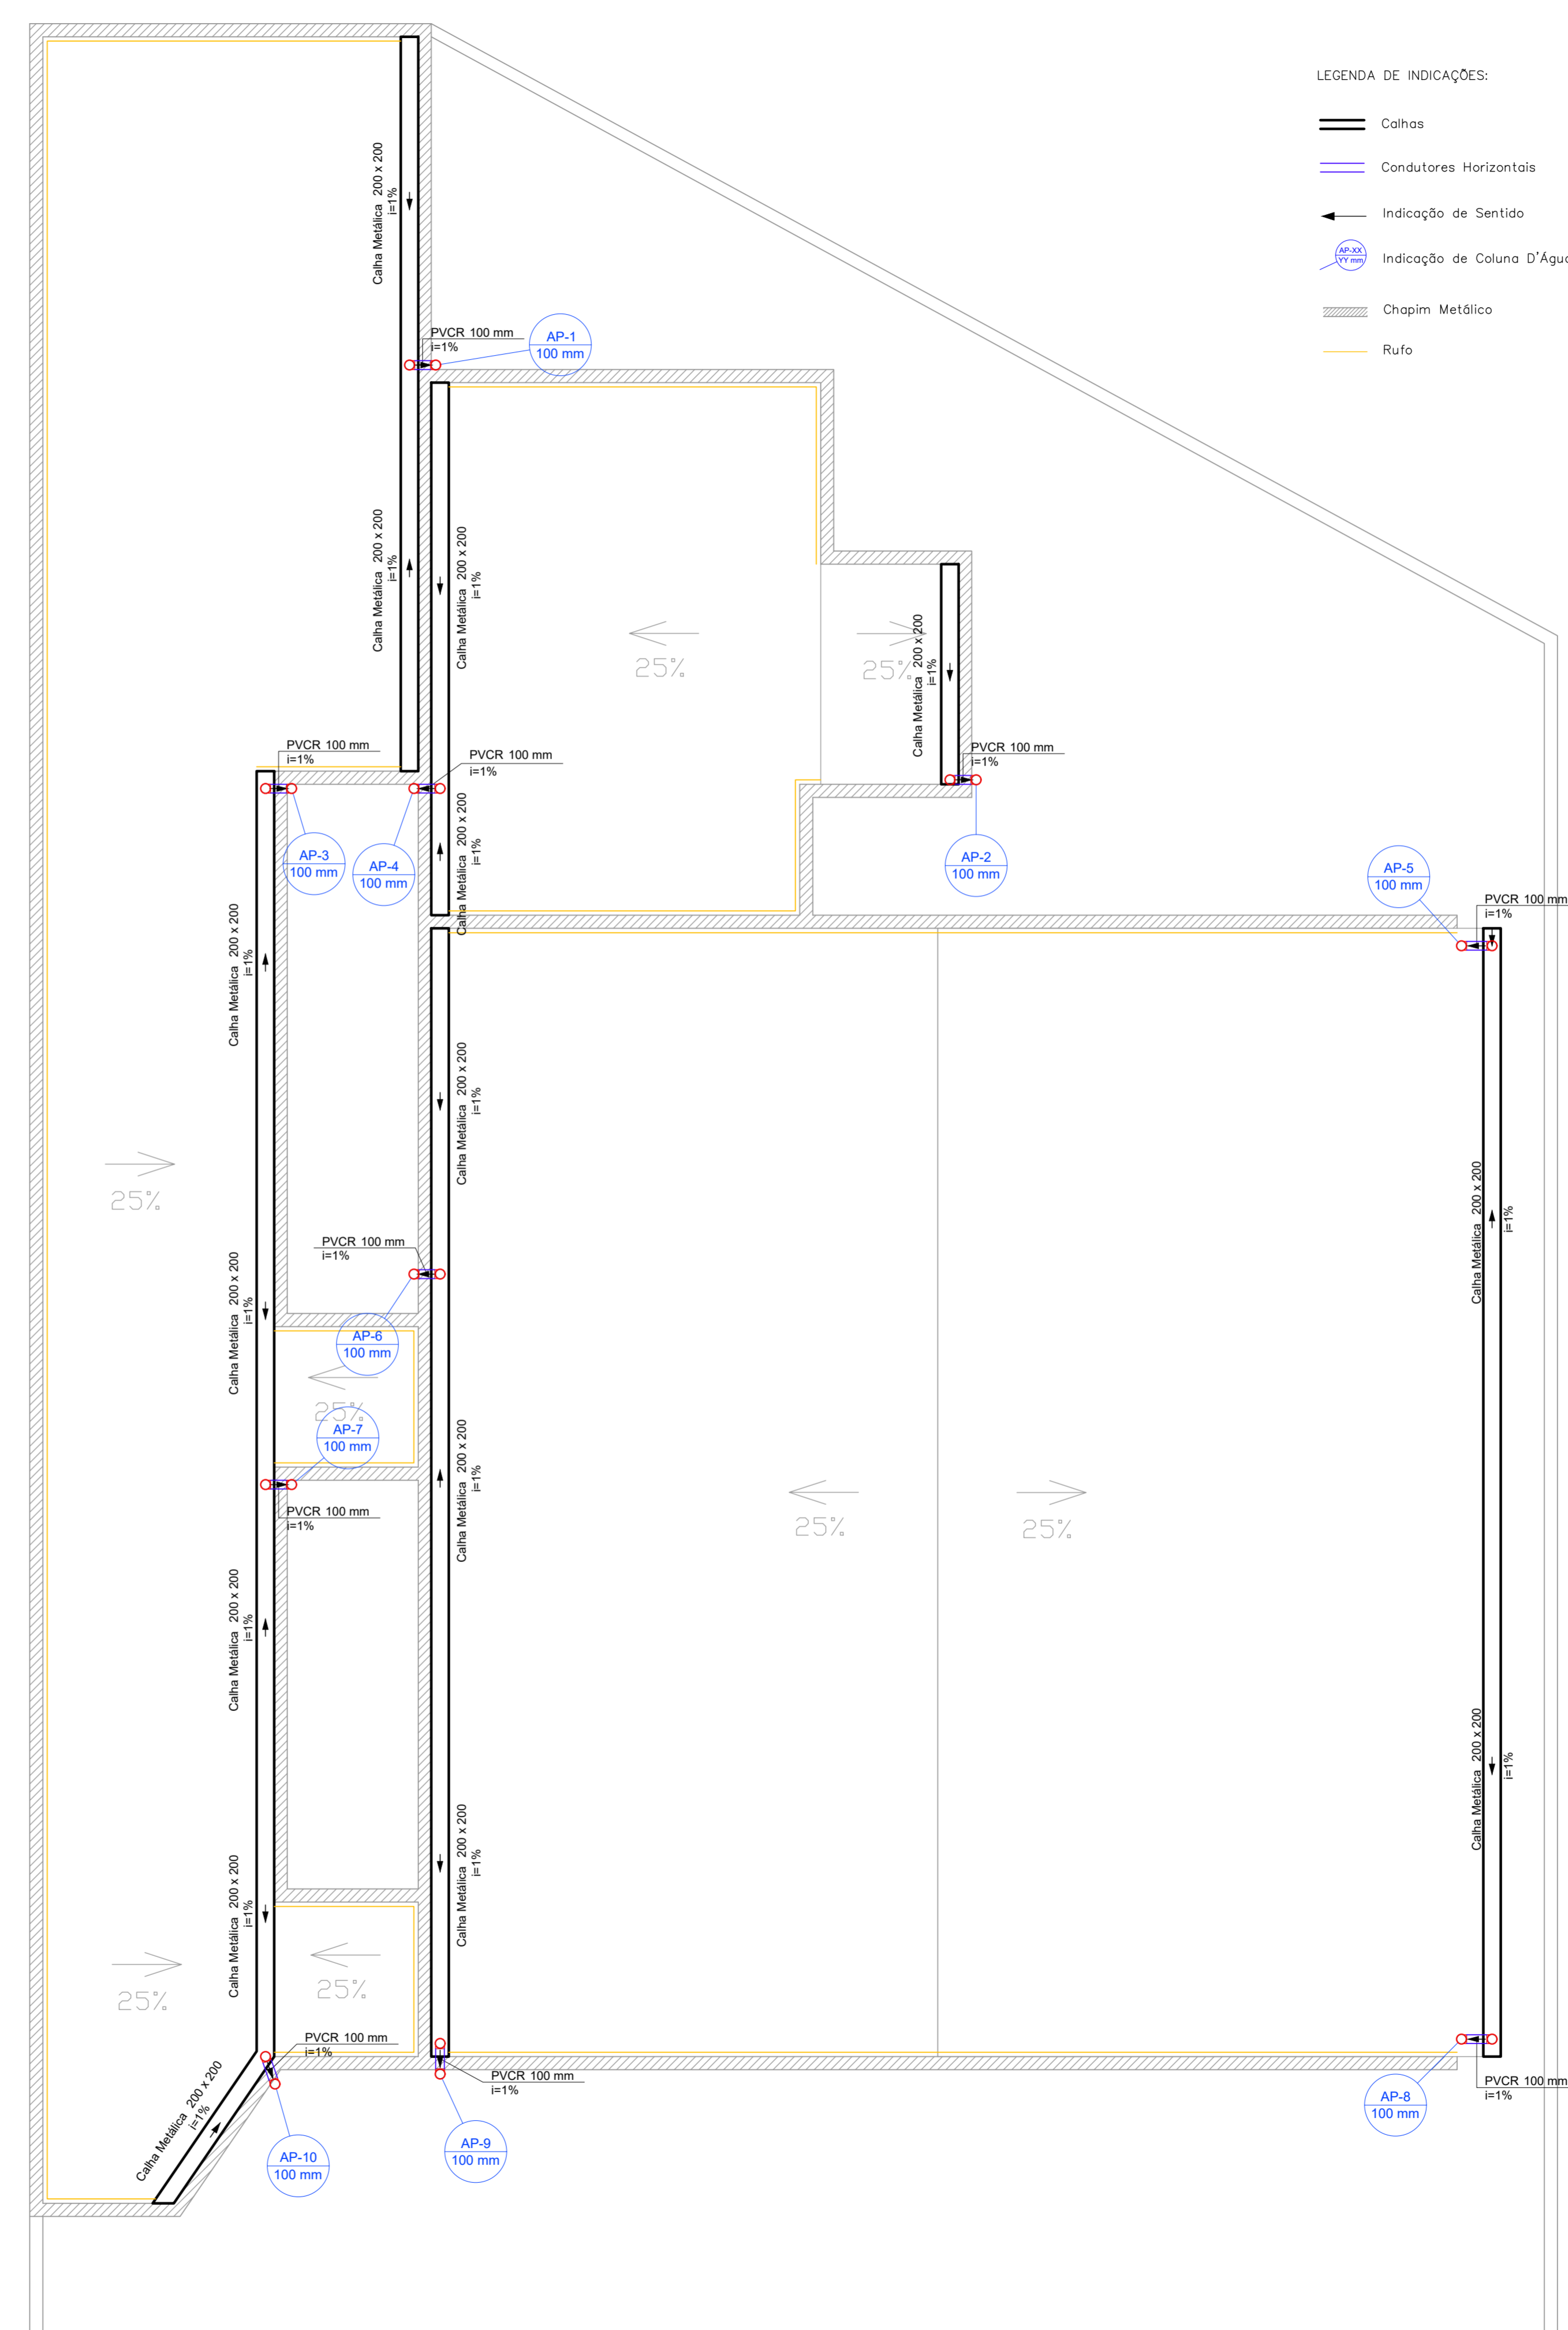 LEGENDA DE INDICAÇÕES:
Calhas
Condutores Horizontais
Indicação de Sentido
AP-XX
YY mm
Indicação de Coluna D'Água
Chapim Metálico
Rufo
Calha Metálica 200 x 200
i=1%
PVCR 100 mm
i=1%
AP-1
100 mm
Calha Metálica 200 x 200
i=1%
Calha Metálica 200 x 200
i=1%
25%
25%
Calha Metálica 200 x 200
i=1%
PVCR 100 mm
i=1%
PVCR 100 mm
i=1%
PVCR 100 mm
i=1%
AP-3
100 mm
AP-4
100 mm
Calha Metálica 200 x 200
i=1%
AP-2
100 mm
AP-5
100 mm
PVCR 100 mm
i=1%
Calha Metálica 200 x 200
i=1%
Calha Metálica 200 x 200
i=1%
25%
Calha Metálica 200 x 200
i=1%
PVCR 100 mm
i=1%
Calha Metálica 200 x 200
i=1%
AP-6
100 mm
25%
AP-7
100 mm
PVCR 100 mm
i=1%
Calha Metálica 200 x 200
i=1%
25%
25%
Calha Metálica 200 x 200
i=1%
Calha Metálica 200 x 200
i=1%
Calha Metálica 200 x 200
i=1%
Calha Metálica 200 x 200
i=1%
25%
25%
PVCR 100 mm
i=1%
Calha Metálica 200 x 200
i=1%
PVCR 100 mm
i=1%
PVCR 100 mm
i=1%
AP-8
100 mm
AP-9
100 mm
AP-10
100 mm